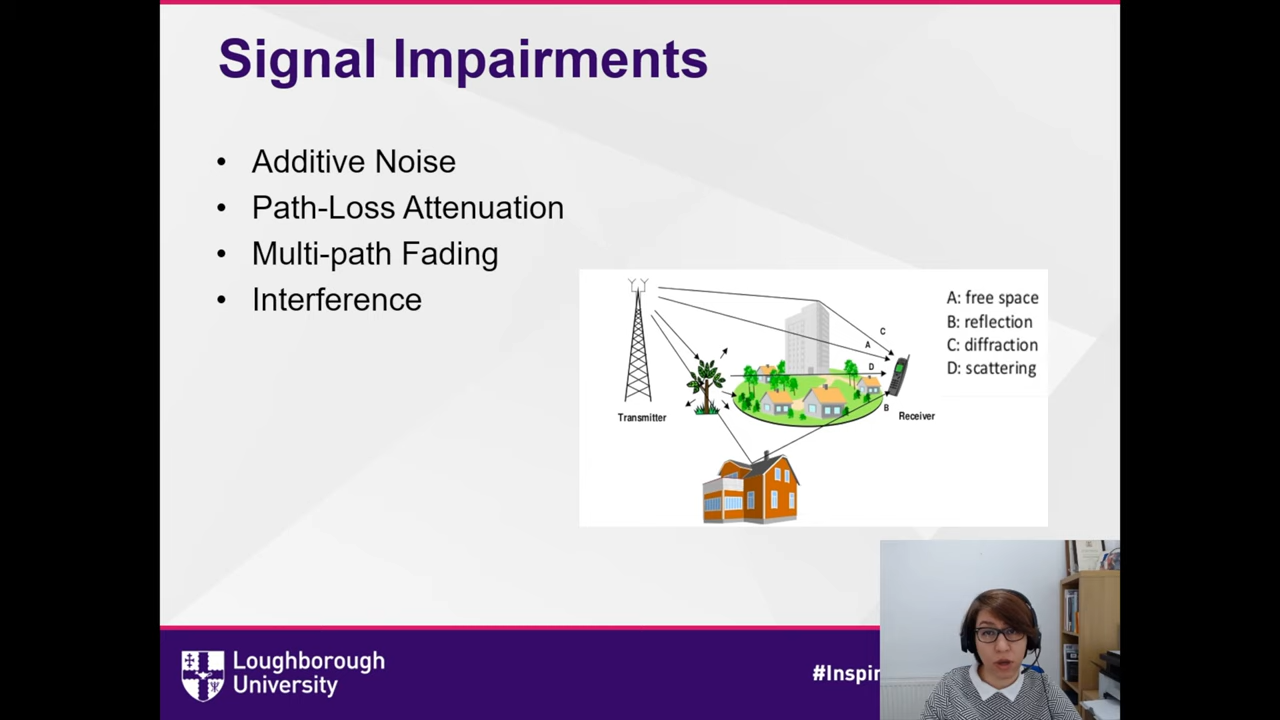 Signal Impairments
• Additive Noise
• Path-Loss Attenuation
• Multi-path Fading
• Interference
A: free space
B: reflection
C: diffraction
D: scattering
C
A
D
B
Transmitter
Receiver
Loughborough
University
#Inspir